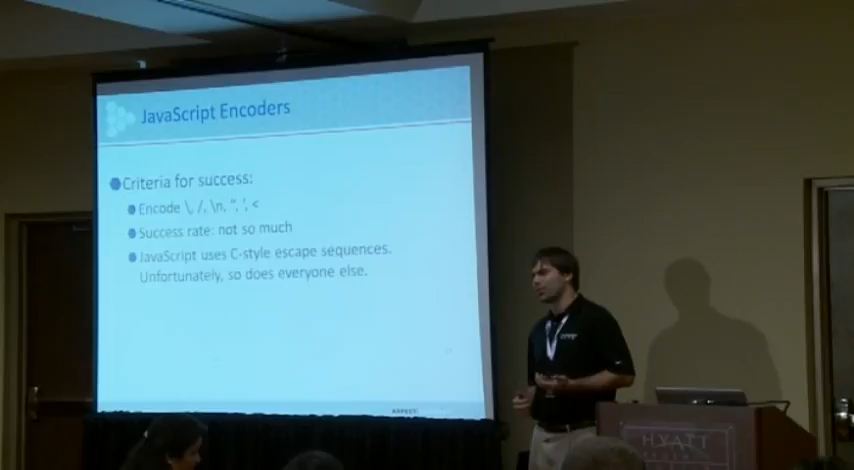 JavaScript Encoders
Criteria for success:
Encode \, /, \n, ", ', <
Success rate: not so much
JavaScript uses C-style escape sequences.
Unfortunately, so does everyone else.
ASPECT
HYATT